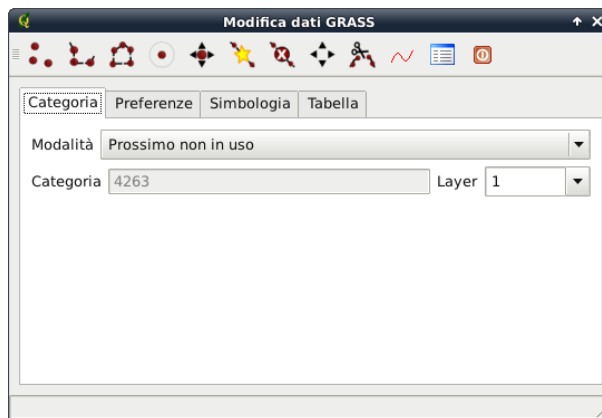 Modifica dati GRASS
Categoria Preferenze Simbologia Tabella
Modalità Prossimo non in uso
Categoria 4263 Layer 1